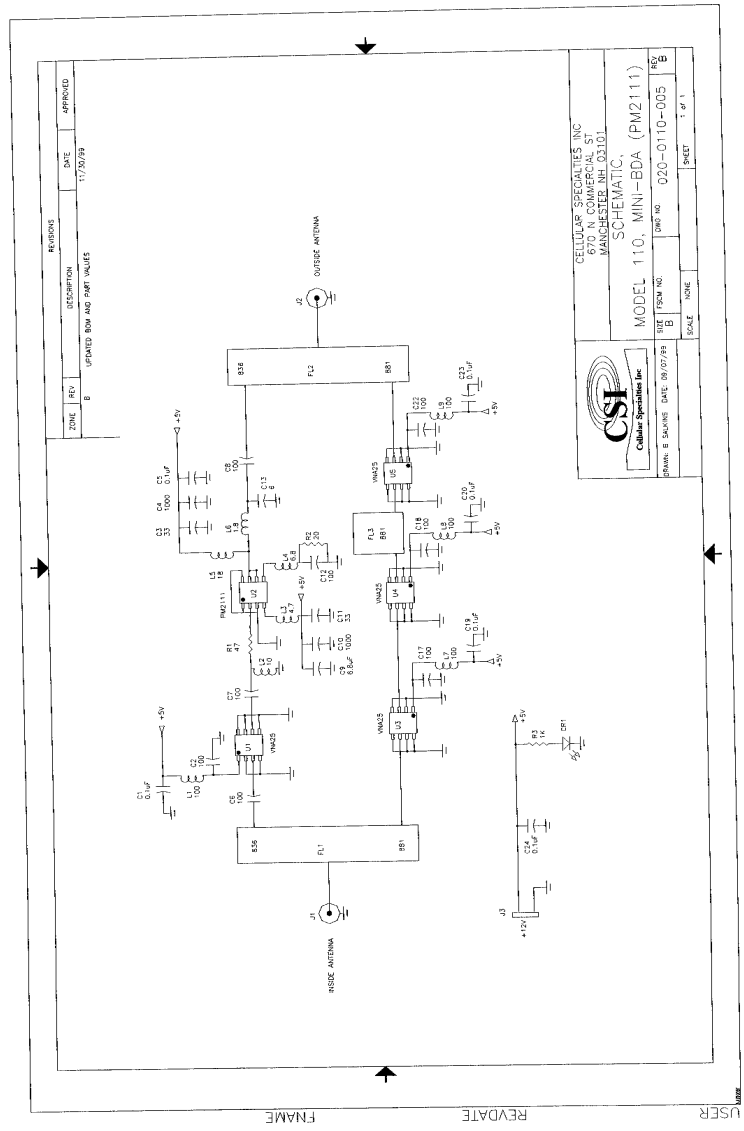 REVISIONS
ZONE REV DESCRIPTION DATE APPROVED
B UPDATED BOM AND PART VALUES 11/30/99
C1
0.1uF
+5V
L1
100
C2
100
C6
100
U1
VNA25
C7
100
L2
10
R1
47
PM2111
L5
18
U2
C3
33
C4
1000
C5
0.1uF
+5V
L6
1.8
C8
100
C13
6
L3
4.7
L4
6.8
R2
20
C12
100
+5V
C9
6.8uF
C10
1000
C11
33
INSIDE ANTENNA
J1
836
FL1
881
836
FL2
881
J2
OUTSIDE ANTENNA
VNA25
U3
C17
100
L7
100
C19
0.1uF
+5V
VNA25
U4
C18
100
L8
100
C20
0.1uF
+5V
FL3
881
VNA25
U5
C22
100
L9
100
C23
0.1uF
+5V
J3
+12V
C24
0.1uF
+5V
R3
1K
CR1
CSI
Cellular Specialties Inc
CELLULAR SPECIALTIES INC
670 N COMMERCIAL ST
MANCHESTER NH 03101
SCHEMATIC,
MODEL 110, MINI-BDA (PM2111)
DRAWN: B SALKINS DATE: 09/07/99
SIZE
B
FSCM NO.
DWG NO.
020-0110-005
REV
B
SCALE NONE
SHEET 1 of 1
USER
REVDATE
FNAME